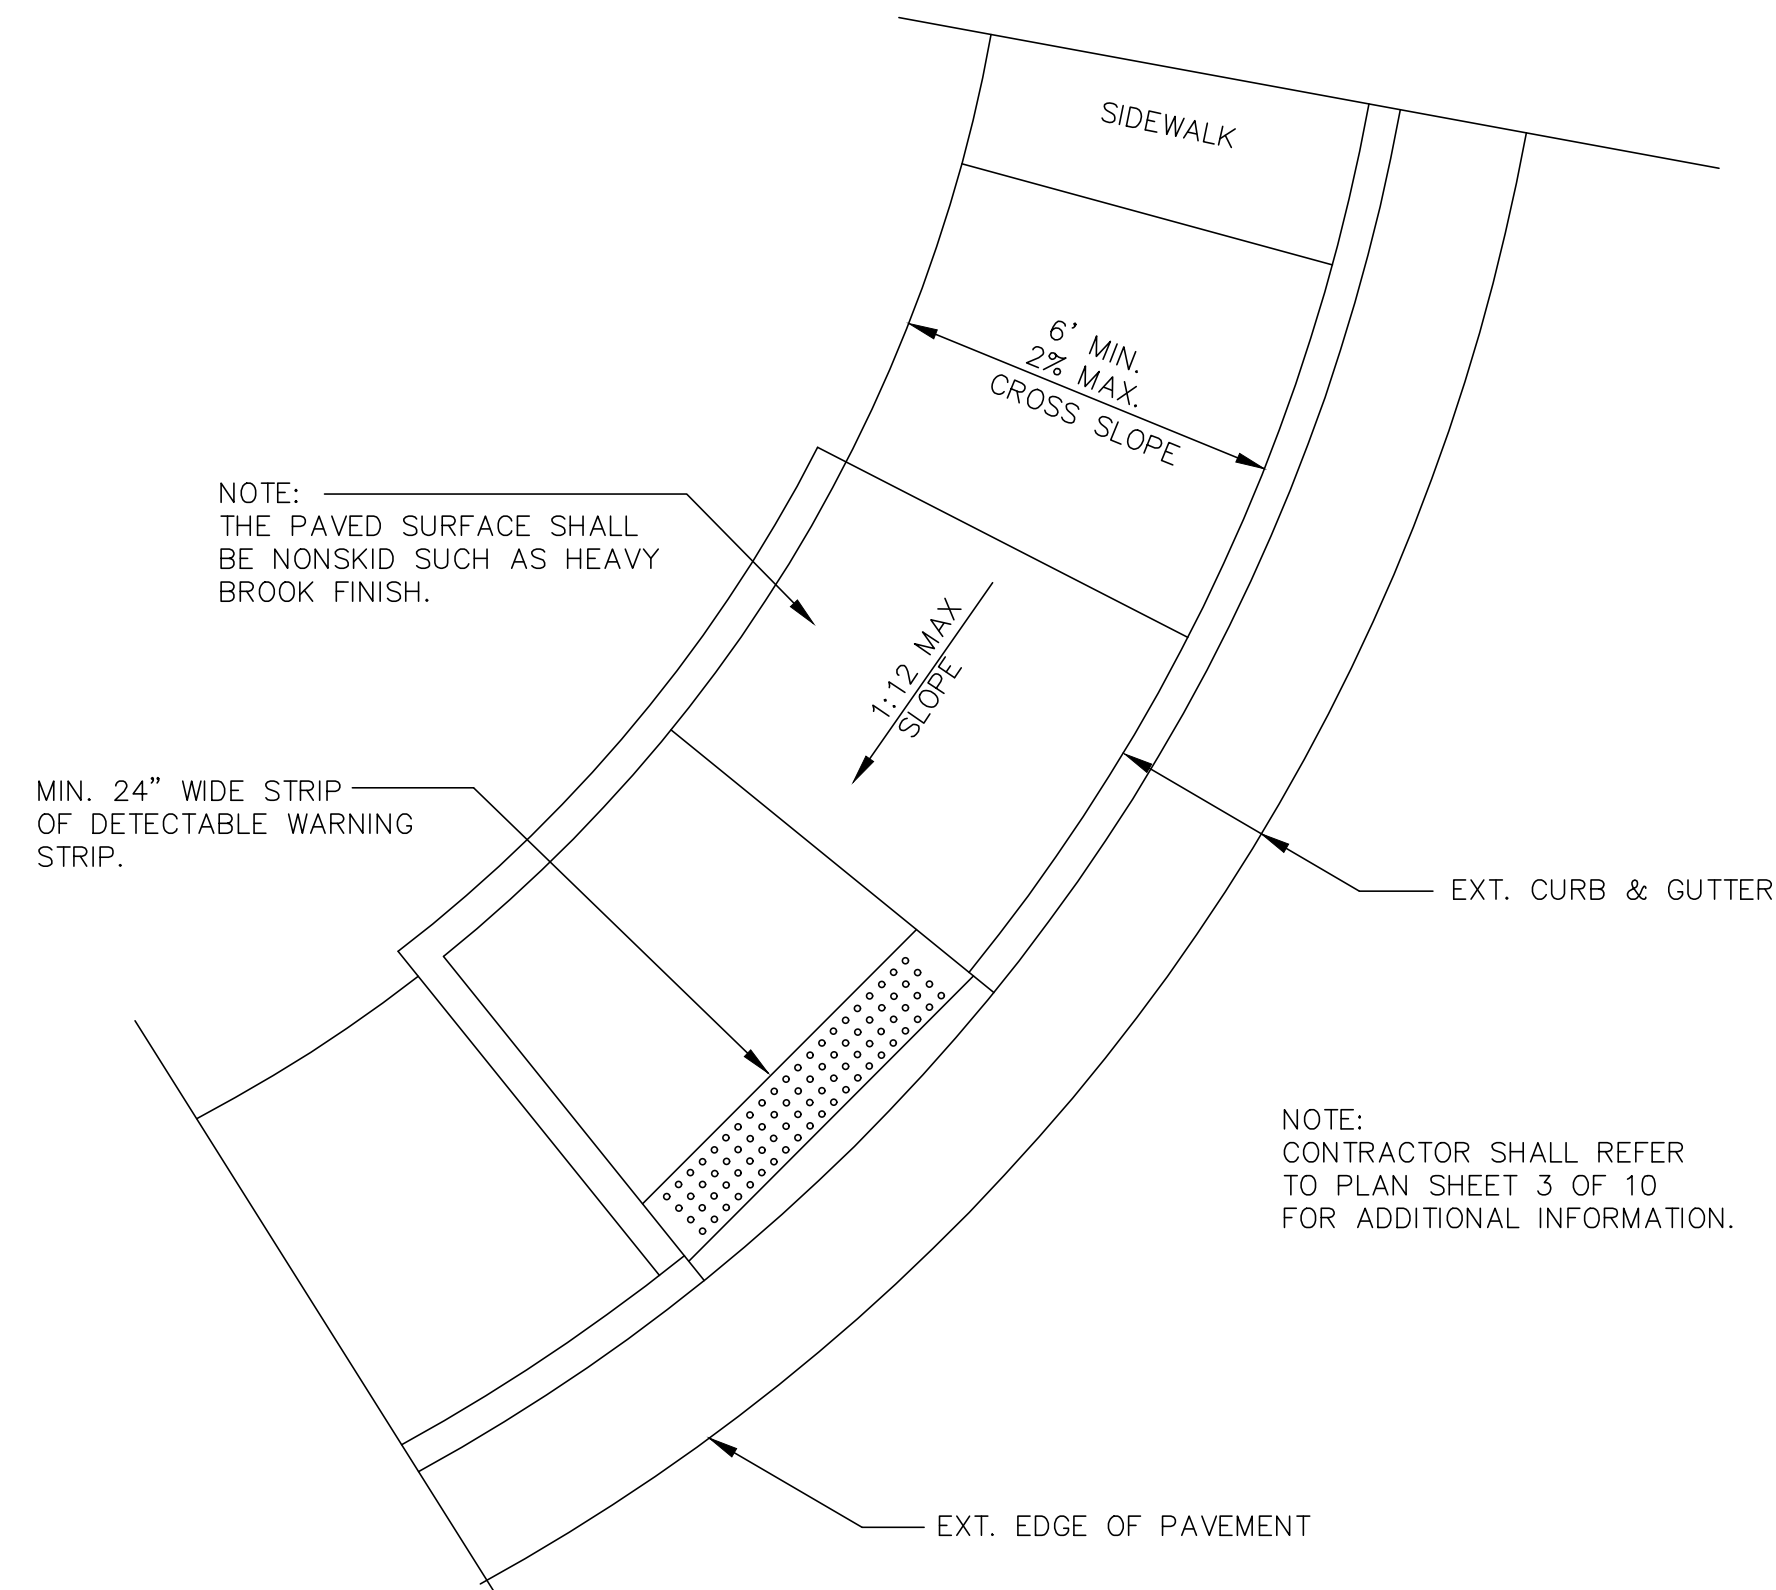 SIDEWALK
6' MIN.
2% MAX.
CROSS SLOPE
NOTE:
THE PAVED SURFACE SHALL
BE NONSKID SUCH AS HEAVY
BROOK FINISH.
1:12 MAX
SLOPE
MIN. 24" WIDE STRIP
OF DETECTABLE WARNING
STRIP.
EXT. CURB & GUTTER
NOTE:
CONTRACTOR SHALL REFER
TO PLAN SHEET 3 OF 10
FOR ADDITIONAL INFORMATION.
EXT. EDGE OF PAVEMENT